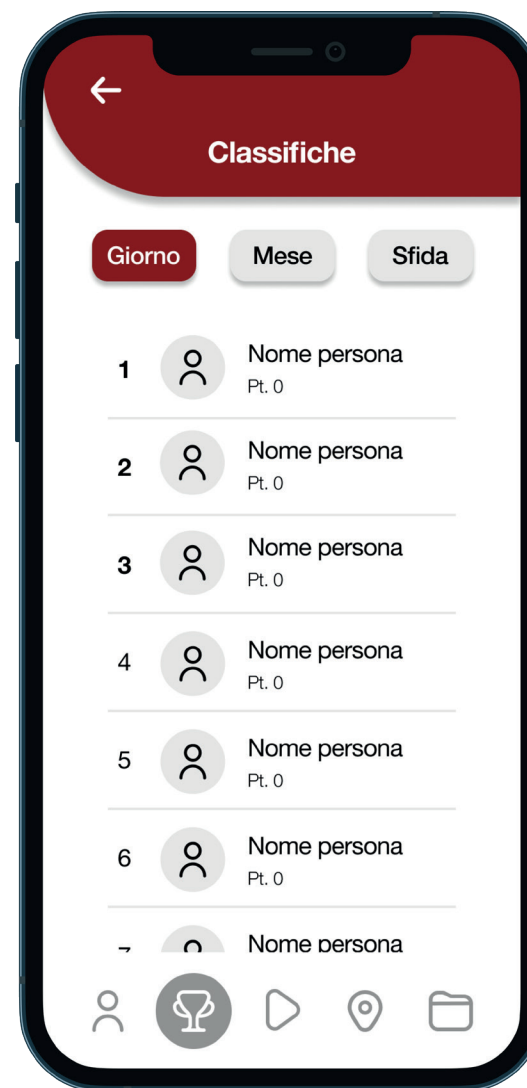 Classifiche
Giorno Mese Sfida
1 Nome persona
Pt. 0
2 Nome persona
Pt. 0
3 Nome persona
Pt. 0
4 Nome persona
Pt. 0
5 Nome persona
Pt. 0
6 Nome persona
Pt. 0
7 Nome persona